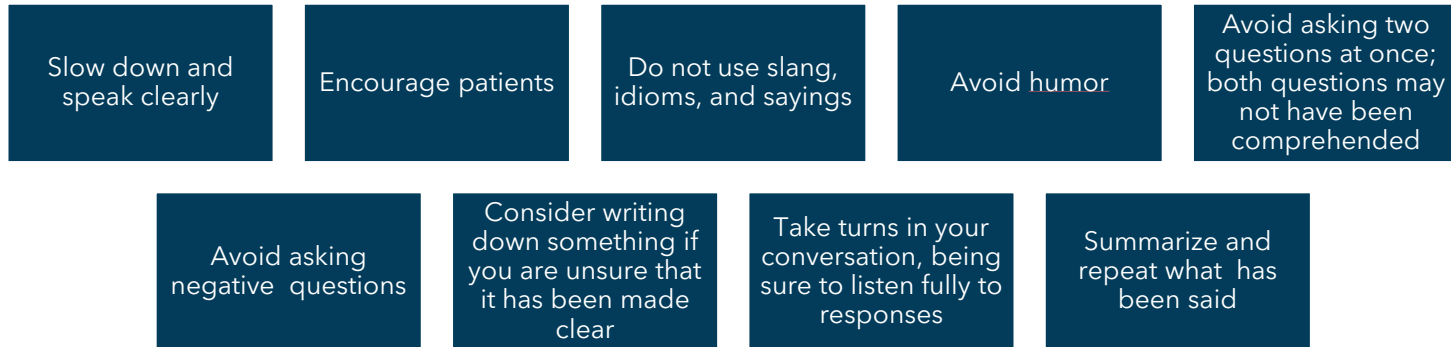 Slow down and
speak clearly
Encourage patients
Do not use slang,
idioms, and sayings
Avoid humor
Avoid asking two
questions at once;
both questions may
not have been
comprehended
Avoid asking
negative  questions
Consider writing
down something if
you are unsure that
it has been made
clear
Take turns in your
conversation, being
sure to listen fully to
responses
Summarize and
repeat what  has
been said